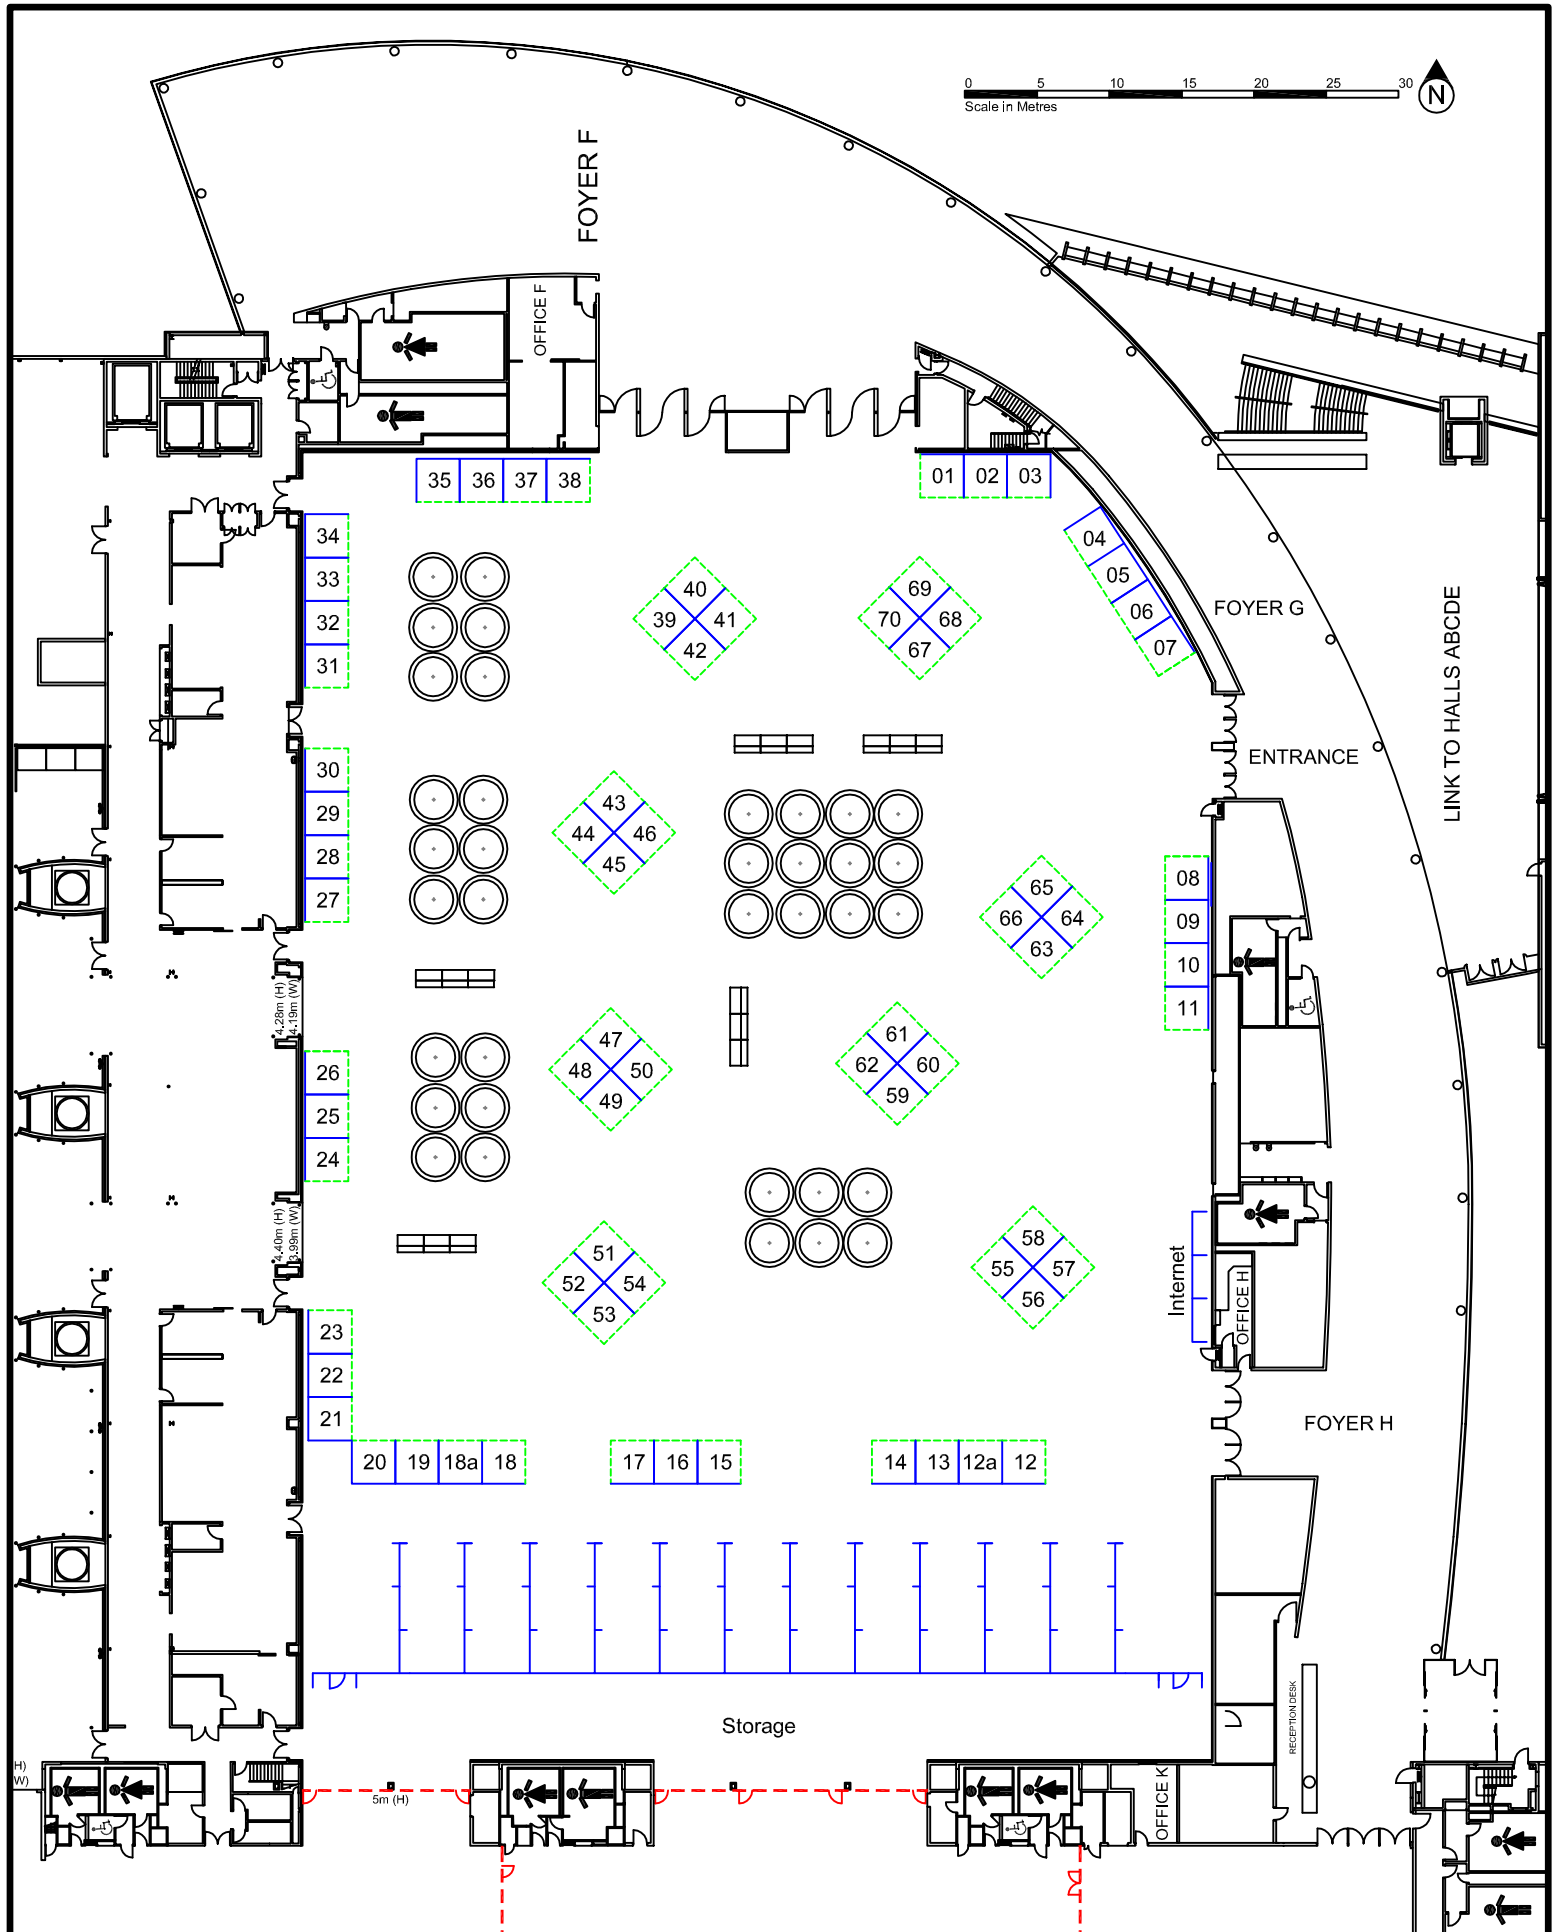 0 5 10 15 20 25 30
Scale in Metres
N
FOYER F
OFFICE F
35 36 37 38
01 02 03
34
33
32
31
04
05
06
07
40
39 41
42
69
70 68
67
FOYER G
LINK TO HALLS ABCDE
ENTRANCE
30
29
28
27
43
44 46
45
65
66 64
63
08
09
10
11
4.28m (H)
4.19m (W)
26
25
24
47
48 50
49
61
62 60
59
4.40m (H)
3.99m (W)
51
52 54
53
58
55 57
56
Internet
OFFICE H
23
22
21
FOYER H
20 19 18a 18
17 16 15
14 13 12a 12
Storage
RECEPTION DESK
H)
W)
5m (H)
OFFICE K